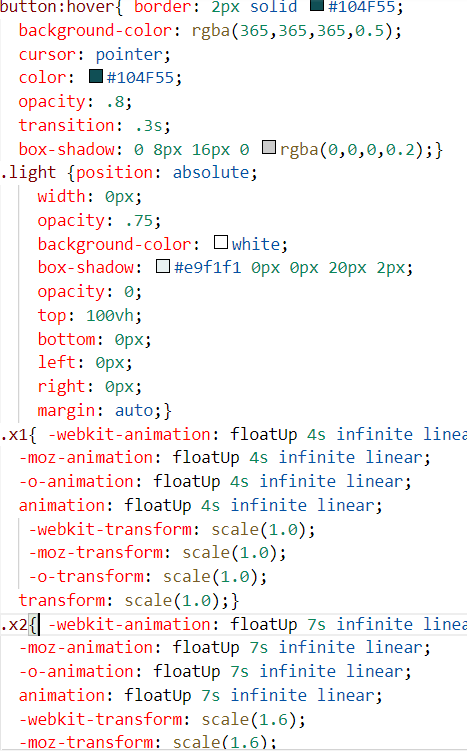 button:hover{ border: 2px solid #104F55;
background-color: rgba(365,365,365,0.5);
cursor: pointer;
color: #104F55;
opacity: .8;
transition: .3s;
box-shadow: 0 8px 16px 0 rgba(0,0,0,0.2);}
.light {position: absolute;
width: 0px;
opacity: .75;
background-color: white;
box-shadow: #e9f1f1 0px 0px 20px 2px;
opacity: 0;
top: 100vh;
bottom: 0px;
left: 0px;
right: 0px;
margin: auto;}
.x1{ -webkit-animation: floatUp 4s infinite linea
-moz-animation: floatUp 4s infinite linear;
-o-animation: floatUp 4s infinite linear;
animation: floatUp 4s infinite linear;
-webkit-transform: scale(1.0);
-moz-transform: scale(1.0);
-o-transform: scale(1.0);
transform: scale(1.0);}
.x2{ -webkit-animation: floatUp 7s infinite linea
-moz-animation: floatUp 7s infinite linear;
-o-animation: floatUp 7s infinite linear;
animation: floatUp 7s infinite linear;
-webkit-transform: scale(1.6);
-moz-transform: scale(1.6);